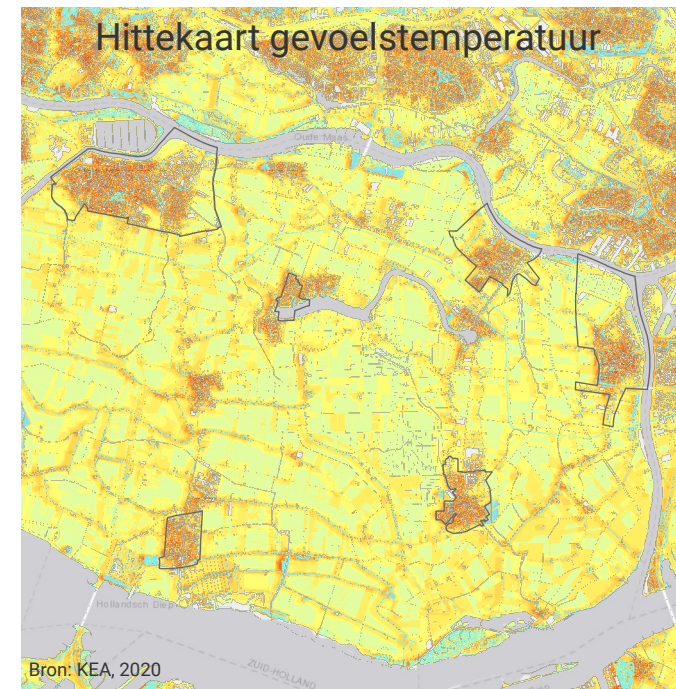 Hittekaart gevoelstemperatuur
Oude Maas
Hollandsch Diep
Bron: KEA, 2020
ZUID-HOLLAND